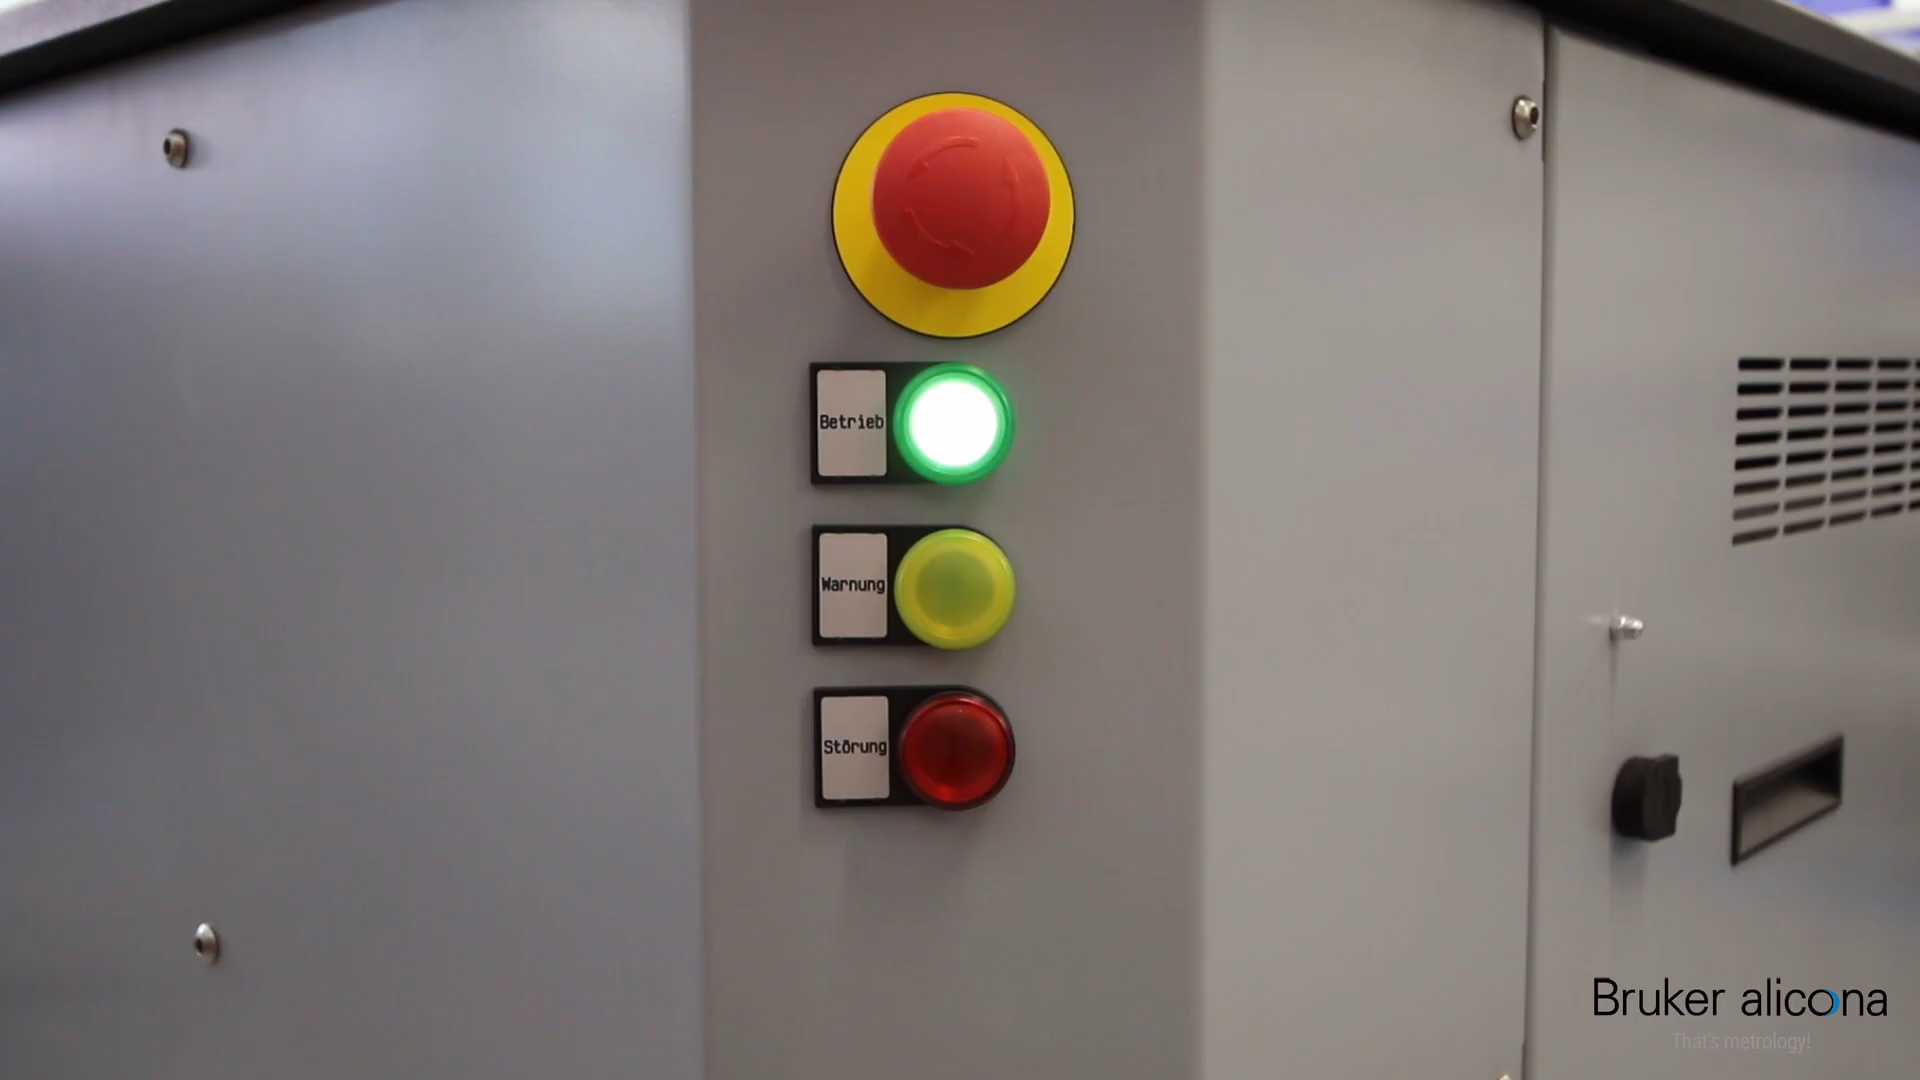 Betrieb
Warnung
Störung
Bruker alicona
That's metrology!